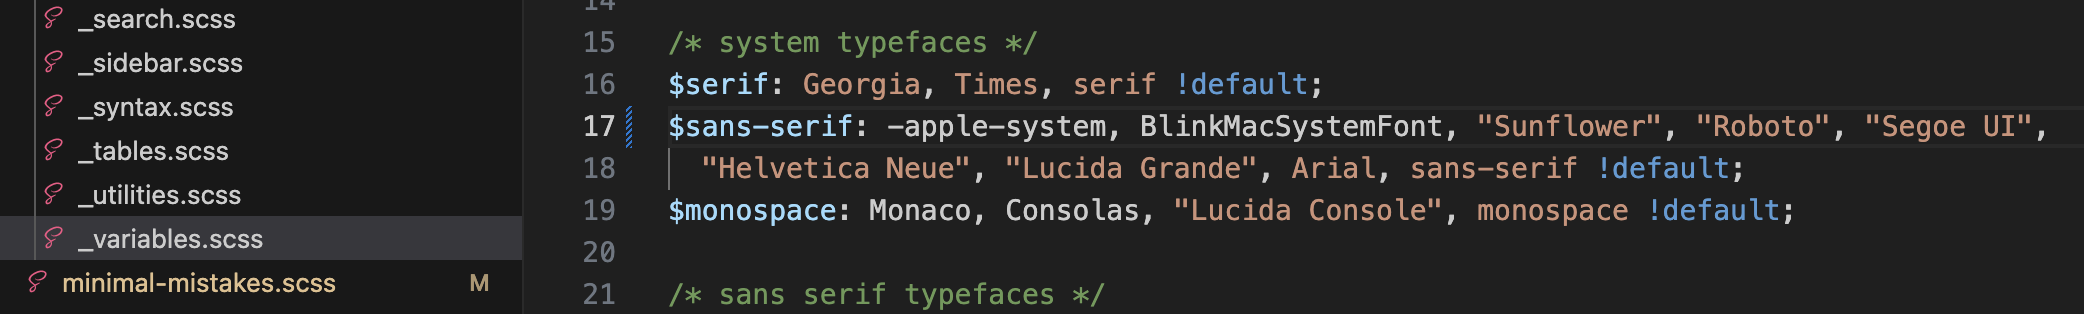 _search.scss
_sidebar.scss
_syntax.scss
_tables.scss
_utilities.scss
_variables.scss
minimal-mistakes.scss M
14
15 /* system typefaces */
16 $serif: Georgia, Times, serif !default;
17 $sans-serif: -apple-system, BlinkMacSystemFont, "Sunflower", "Roboto", "Segoe UI",
18 "Helvetica Neue", "Lucida Grande", Arial, sans-serif !default;
19 $monospace: Monaco, Consolas, "Lucida Console", monospace !default;
20
21 /* sans serif typefaces */